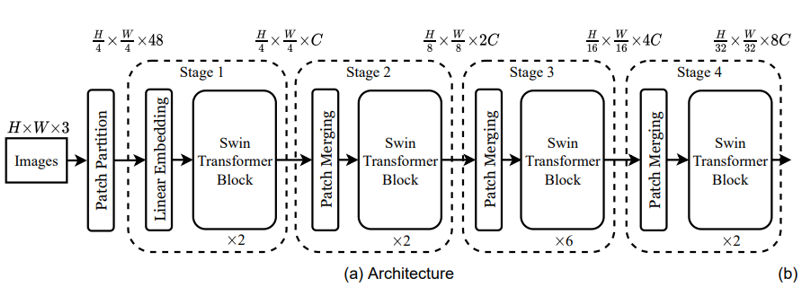 H/4 × W/4 ×48
H/4 × W/4 ×C
H/8 × W/8 ×2C
H/16 × W/16 ×4C
H/32 × W/32 ×8C
Stage 1
Stage 2
Stage 3
Stage 4
H×W×3
Images
Patch Partition
Linear Embedding
Swin
Transformer
Block
×2
Patch Merging
Swin
Transformer
Block
×2
Patch Merging
Swin
Transformer
Block
×6
Patch Merging
Swin
Transformer
Block
×2
(a) Architecture
(b)